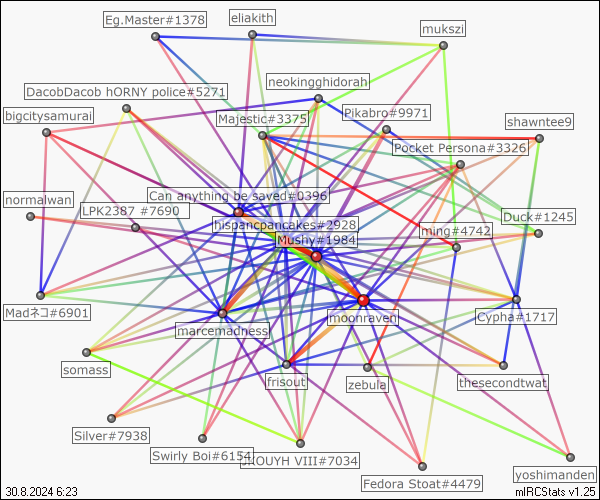 Eg.Master#1378
eliakith
mukszi
DacobDacob hORNY police#5271
neokingghidorah
bigcitysamurai
Majestic#3375
Pikabro#9971
shawntee9
Pocket Persona#3326
Can anything be saved#0396
normalwan
LPK2387 #7690
hispancpancakes#2928
Duck#1245
Mushy#1984
ming#4742
Madネコ#6901
marcemadness
moonraven
Cypha#1717
somass
frisout
zebula
thesecondtwat
Silver#7938
Swirly Boi#6154
JKOUYH VIII#7034
Fedora Stoat#4479
yoshimanden
30.8.2024 6:23
mIRCStats v1.25